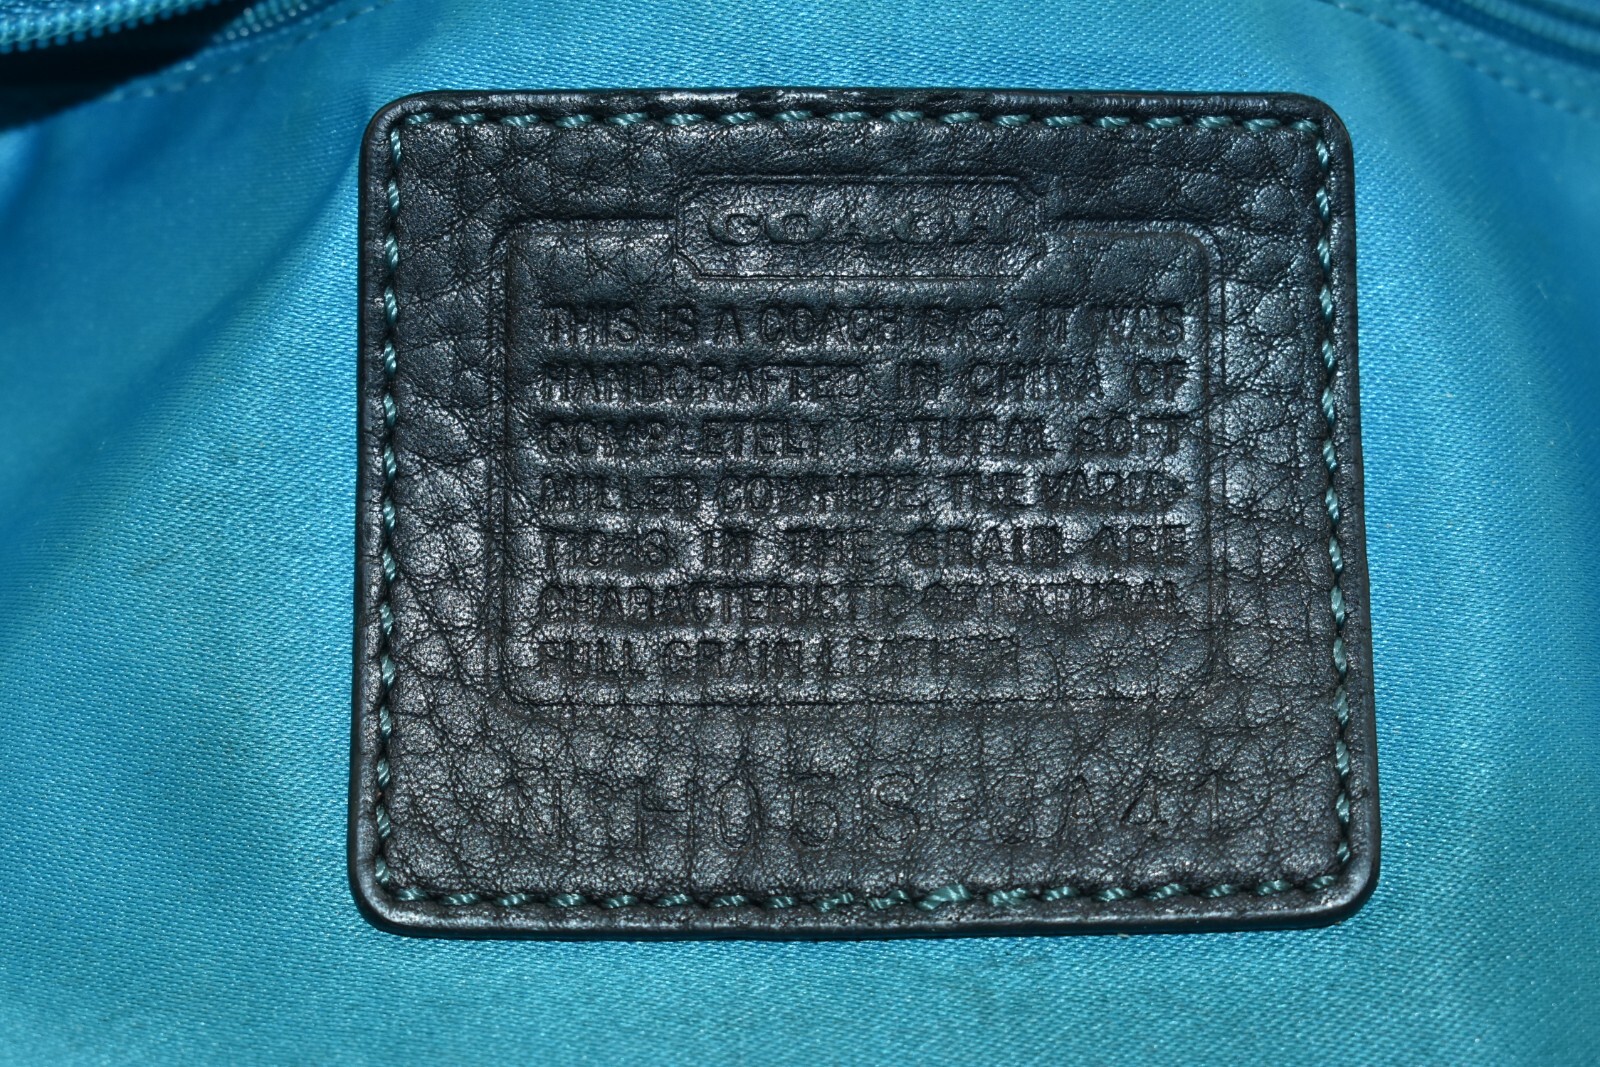 COACH
THIS IS A COACH BAG. IT WAS
HANDCRAFTED IN CHINA OF
COMPLETELY NATURAL SOFT
MILLED COWHIDE. THE VARIA-
TIONS IN THE GRAIN ARE
CHARACTERISTIC OF NATURAL
FULL GRAIN LEATHER.